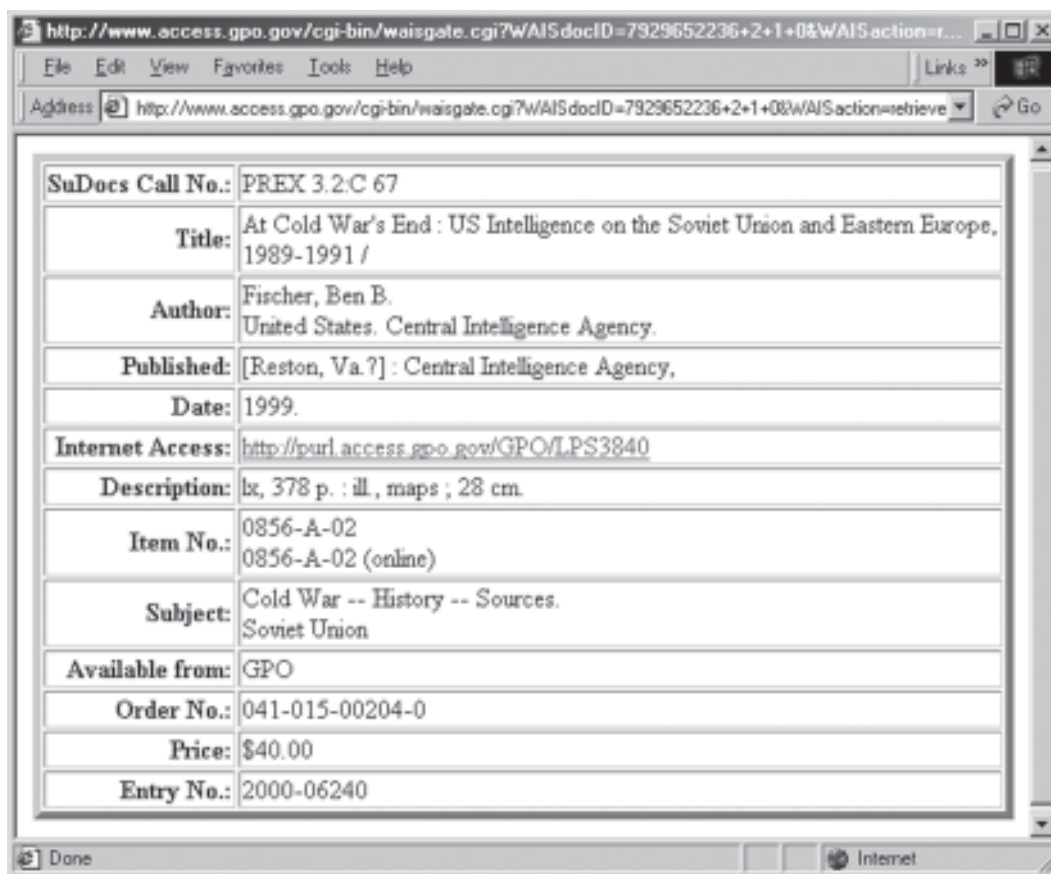 http://www.access.gpo.gov/cgi-bin/waisgate.cgi?WAISdocID=7929652236+2+1+0&WAISaction=r...
File Edit View Favorites Tools Help Links »
Address http://www.access.gpo.gov/cgi-bin/waisgate.cgi?WAISdocID=7929652236+2+1+0&WAISaction=retrieve Go
SuDocs Call No.: PREX 3.2:C 67
Title: At Cold War's End : US Intelligence on the Soviet Union and Eastern Europe,
1989-1991 /
Author: Fischer, Ben B.
United States. Central Intelligence Agency.
Published: [Reston, Va.?] : Central Intelligence Agency,
Date: 1999.
Internet Access: http://purl.access.gpo.gov/GPO/LPS3840
Description: lx, 378 p. : ill., maps ; 28 cm.
Item No.: 0856-A-02
0856-A-02 (online)
Subject: Cold War -- History -- Sources.
Soviet Union
Available from: GPO
Order No.: 041-015-00204-0
Price: $40.00
Entry No.: 2000-06240
Done Internet